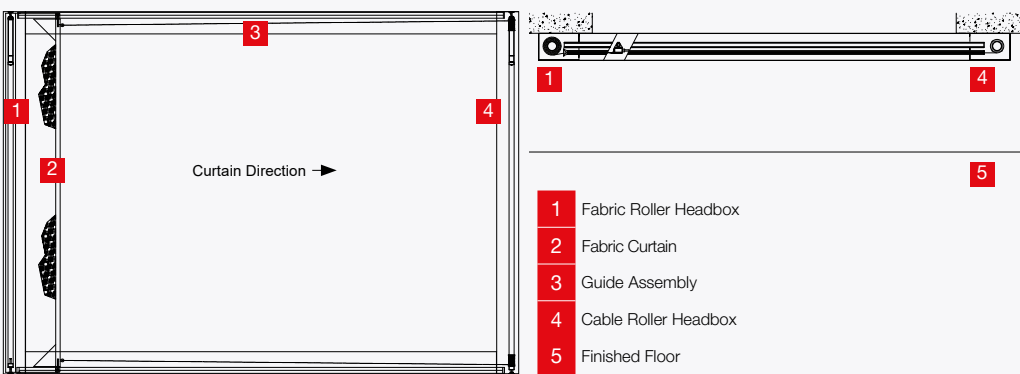 3
1
4
2
Curtain Direction
1
4
5
1 Fabric Roller Headbox
2 Fabric Curtain
3 Guide Assembly
4 Cable Roller Headbox
5 Finished Floor